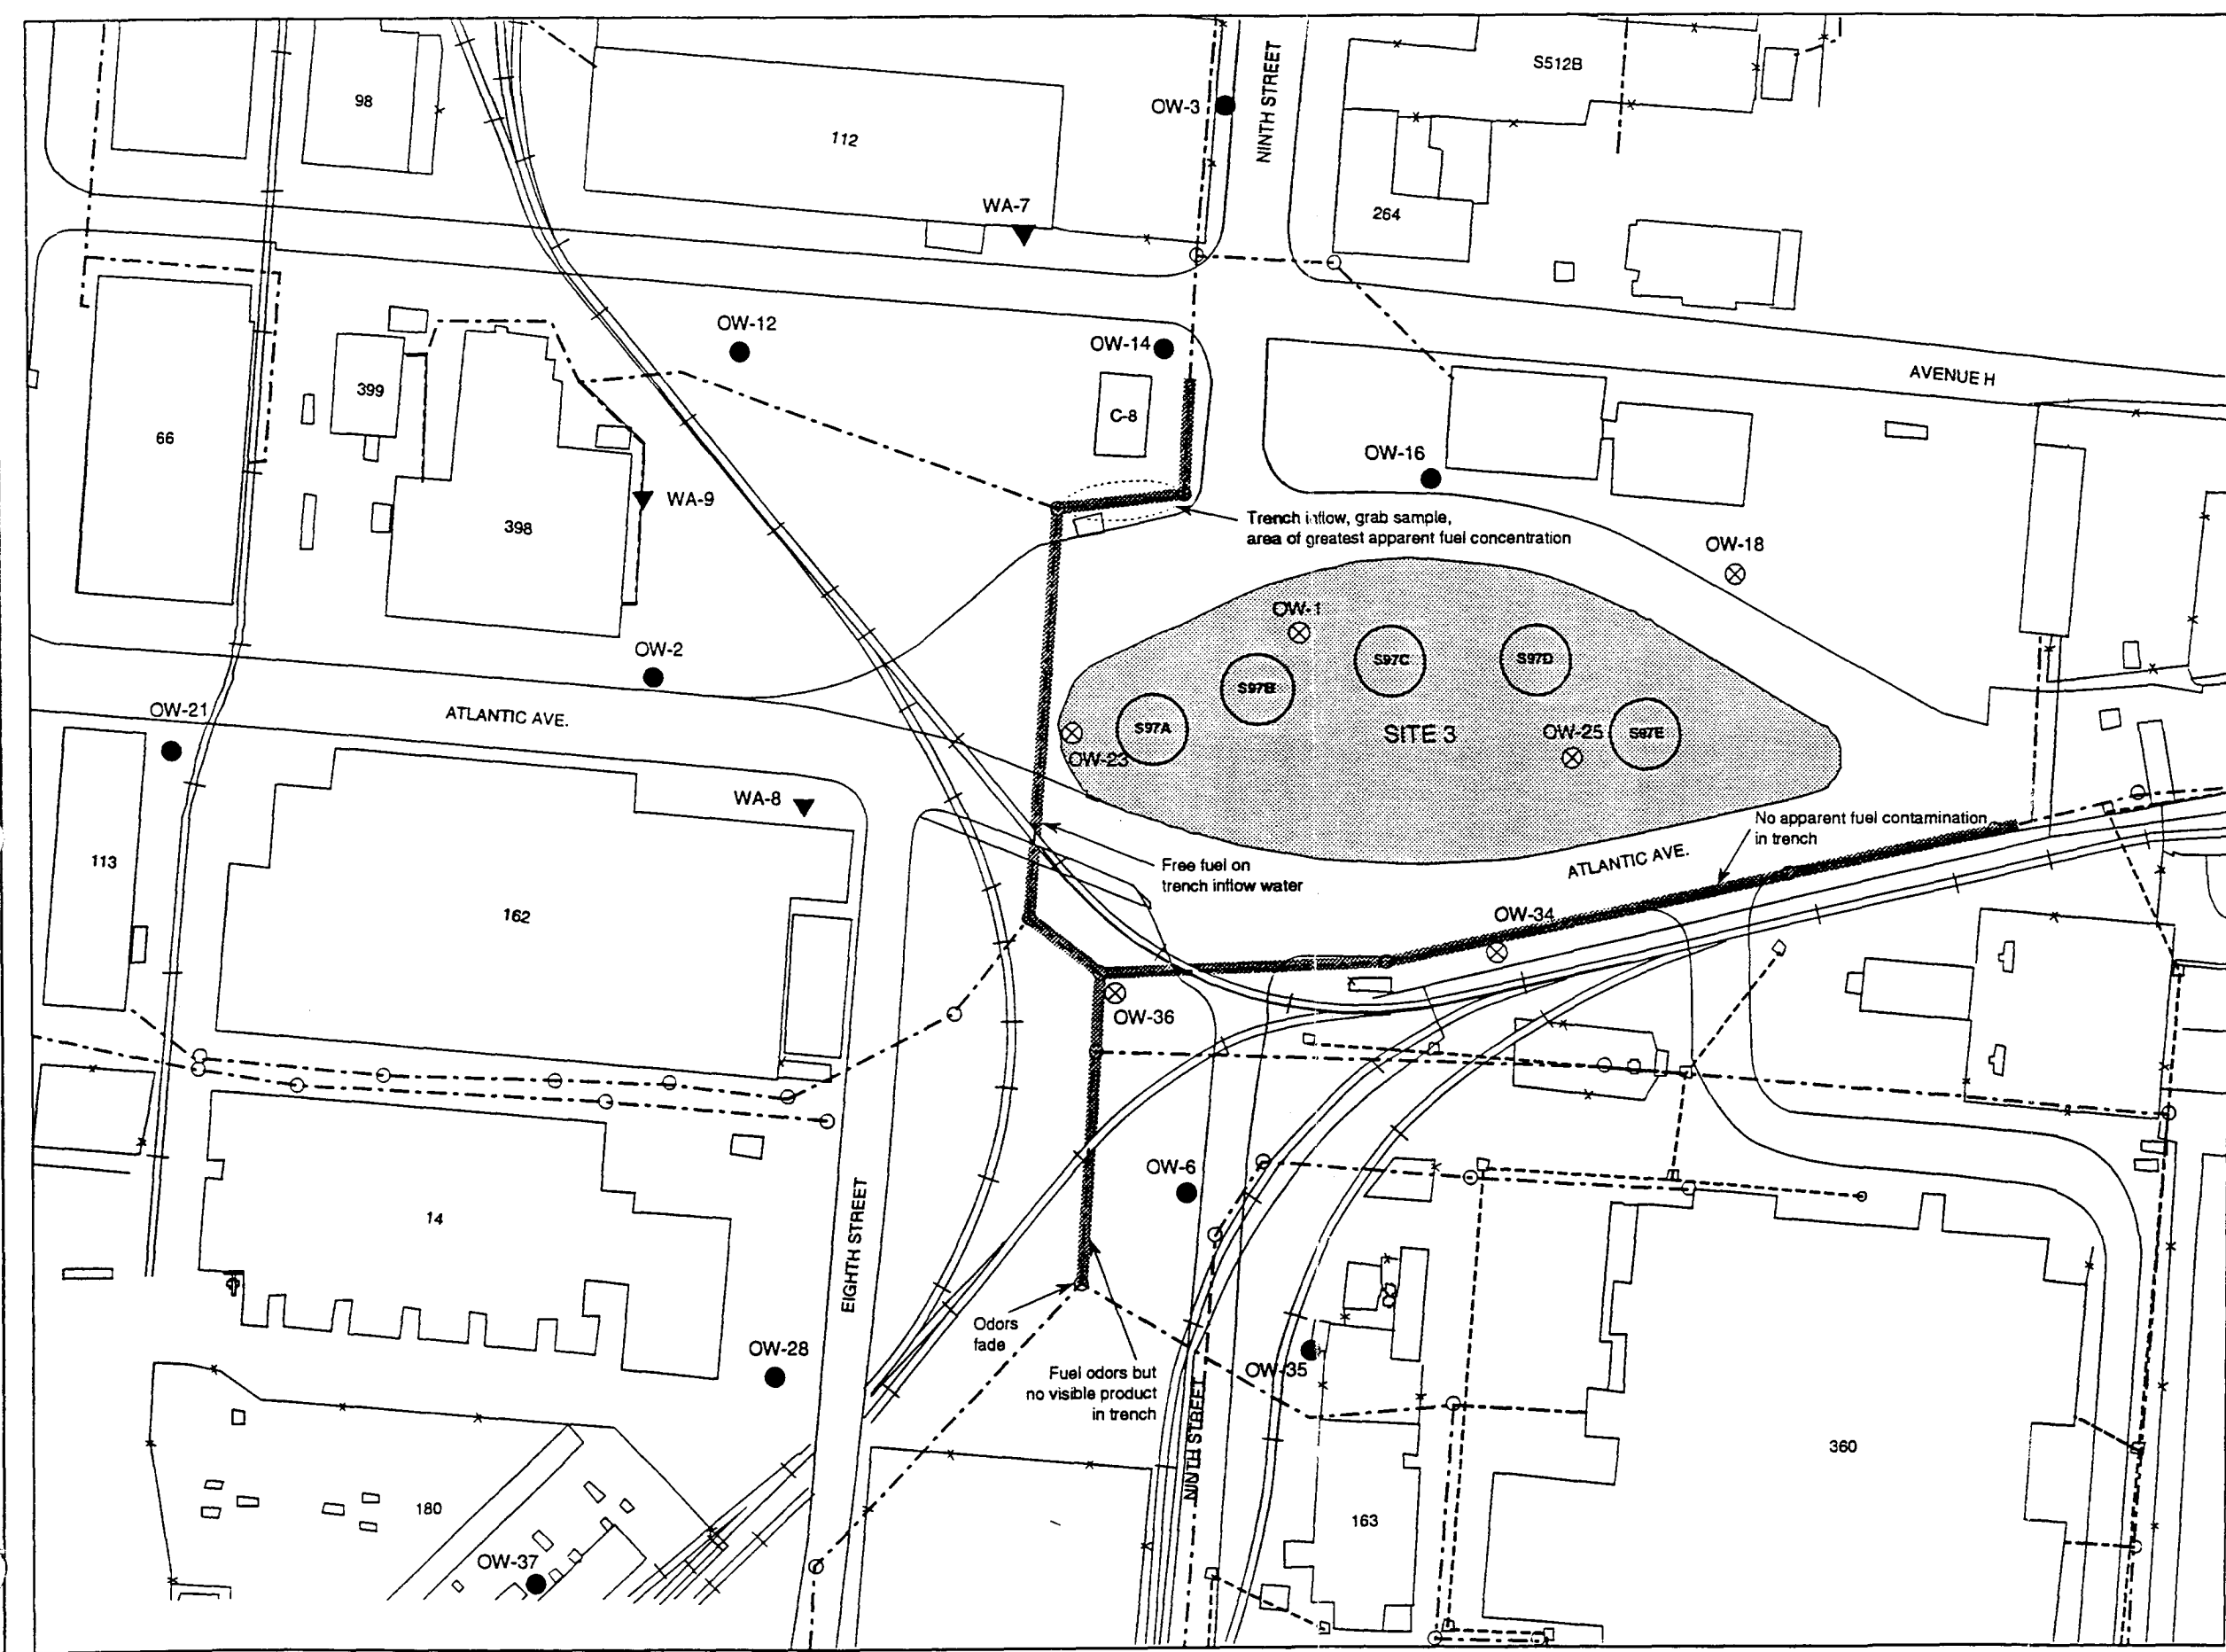 98
112
OW-3
NINTH STREET
S512B
WA-7
264
OW-12
OW-14
AVENUE H
399
C-8
66
OW-16
WA-9
398
Trench inflow, grab sample,
area of greatest apparent fuel concentration
OW-18
OW-1
OW-2
S97C
S97D
S97B
OW-21
ATLANTIC AVE.
S97A
SITE 3
OW-25
S97E
OW-23
WA-8
No apparent fuel contamination
in trench
113
Free fuel on
trench inflow water
ATLANTIC AVE.
162
OW-34
OW-36
OW-6
14
EIGHTH STREET
Odors
fade
OW-28
Fuel odors but
no visible product
in trench
OW-35
NINTH STREET
360
180
163
OW-37